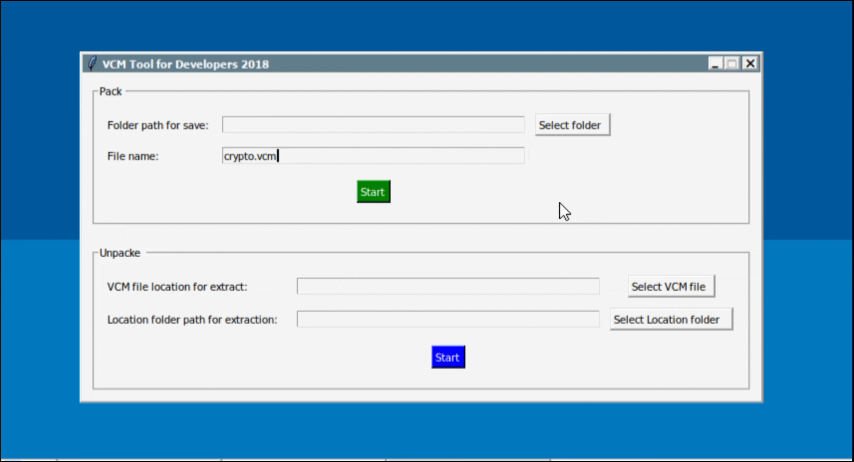 VCM Tool for Developers 2018
Pack
Folder path for save:
Select folder
File name:
crypto.vcm
Start
Unpacke
VCM file location for extract:
Select VCM file
Location folder path for extraction:
Select Location folder
Start